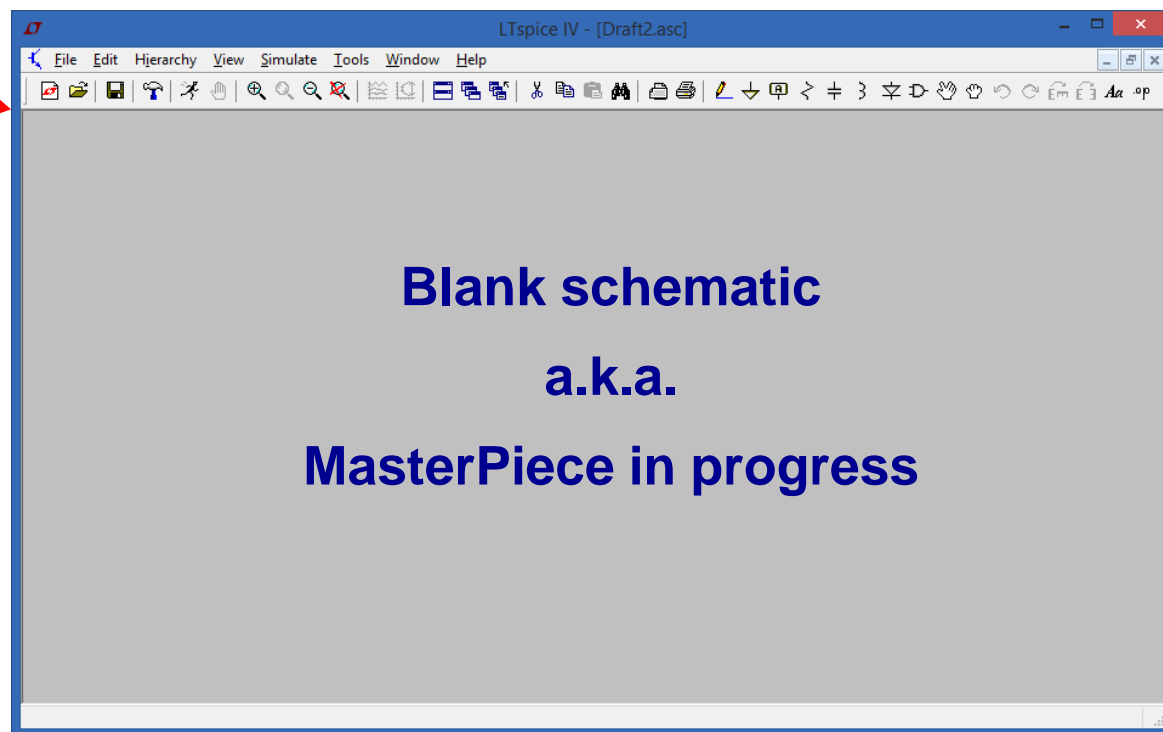 LTspice IV - [Draft2.asc]
File Edit Hierarchy View Simulate Tools Window Help
Aa .op
Blank schematic
a.k.a.
MasterPiece in progress